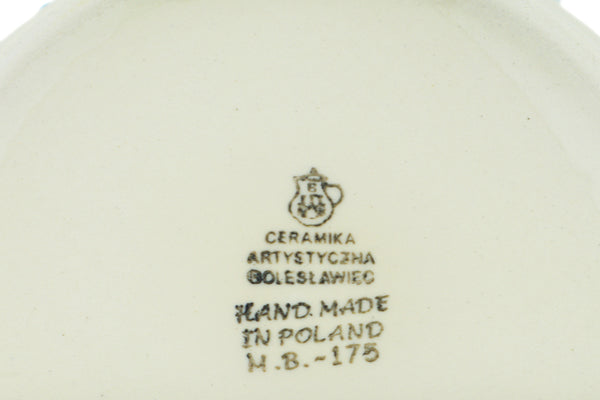 CERAMIKA
ARTYSTYCZNA
BOLESŁAWIEC
HAND MADE
IN POLAND
M.B.-175